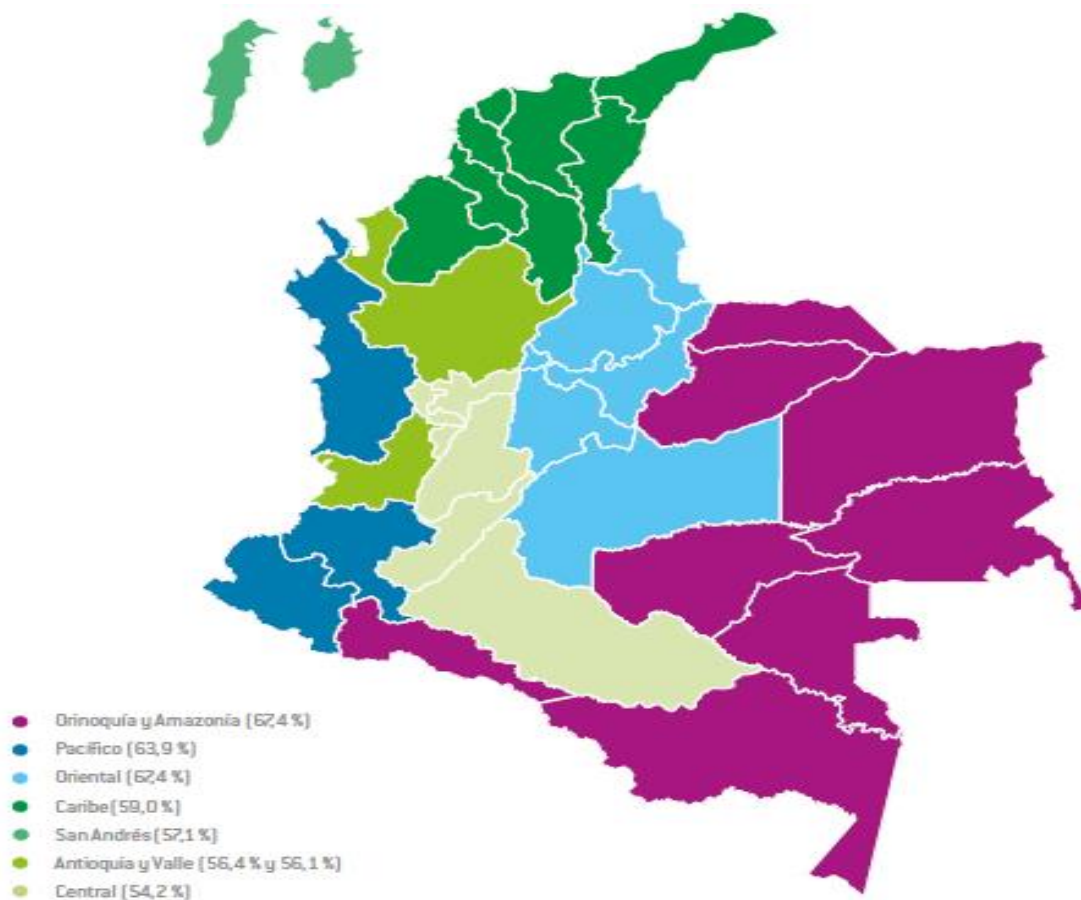 Orinoquía y Amazonía (67,4 %)
Pacífico (63,9 %)
Oriental (67,4 %)
Caribe (59,0 %)
San Andrés (57,1 %)
Antioquia y Valle (56,4 % y 56,1 %)
Central (54,2 %)